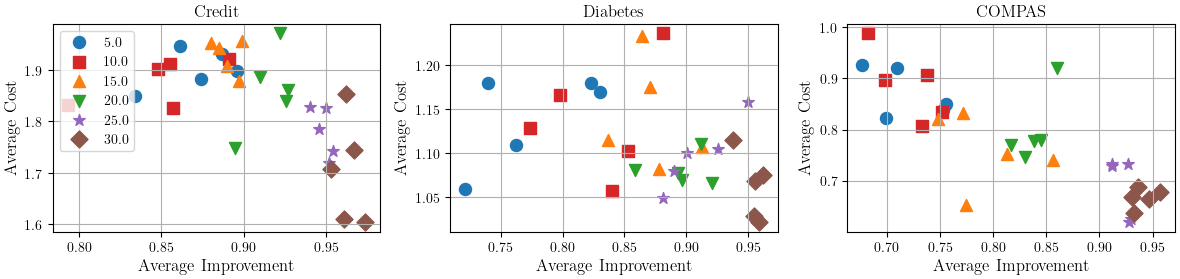 Credit
Average Cost
1.9
1.8
1.7
1.6
5.0
10.0
15.0
20.0
25.0
30.0
0.80 0.85 0.90 0.95
Average Improvement
Diabetes
Average Cost
1.20
1.15
1.10
1.05
0.75 0.80 0.85 0.90 0.95
Average Improvement
COMPAS
Average Cost
1.0
0.9
0.8
0.7
0.70 0.75 0.80 0.85 0.90 0.95
Average Improvement